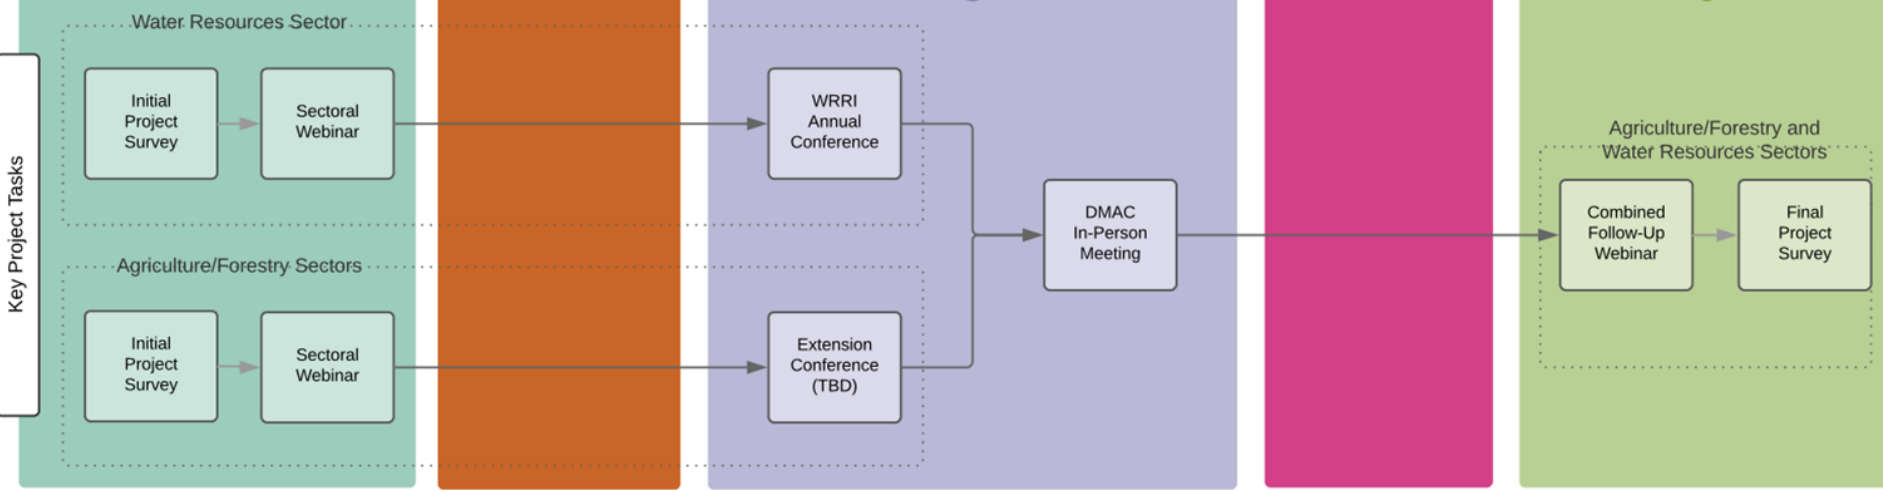 Key Project Tasks
Water Resources Sector
Initial
Project
Survey
Sectoral
Webinar
WRRI
Annual
Conference
Agriculture/Forestry Sectors
Initial
Project
Survey
Sectoral
Webinar
Extension
Conference
(TBD)
DMAC
In-Person
Meeting
Agriculture/Forestry and
Water Resources Sectors
Combined
Follow-Up
Webinar
Final
Project
Survey